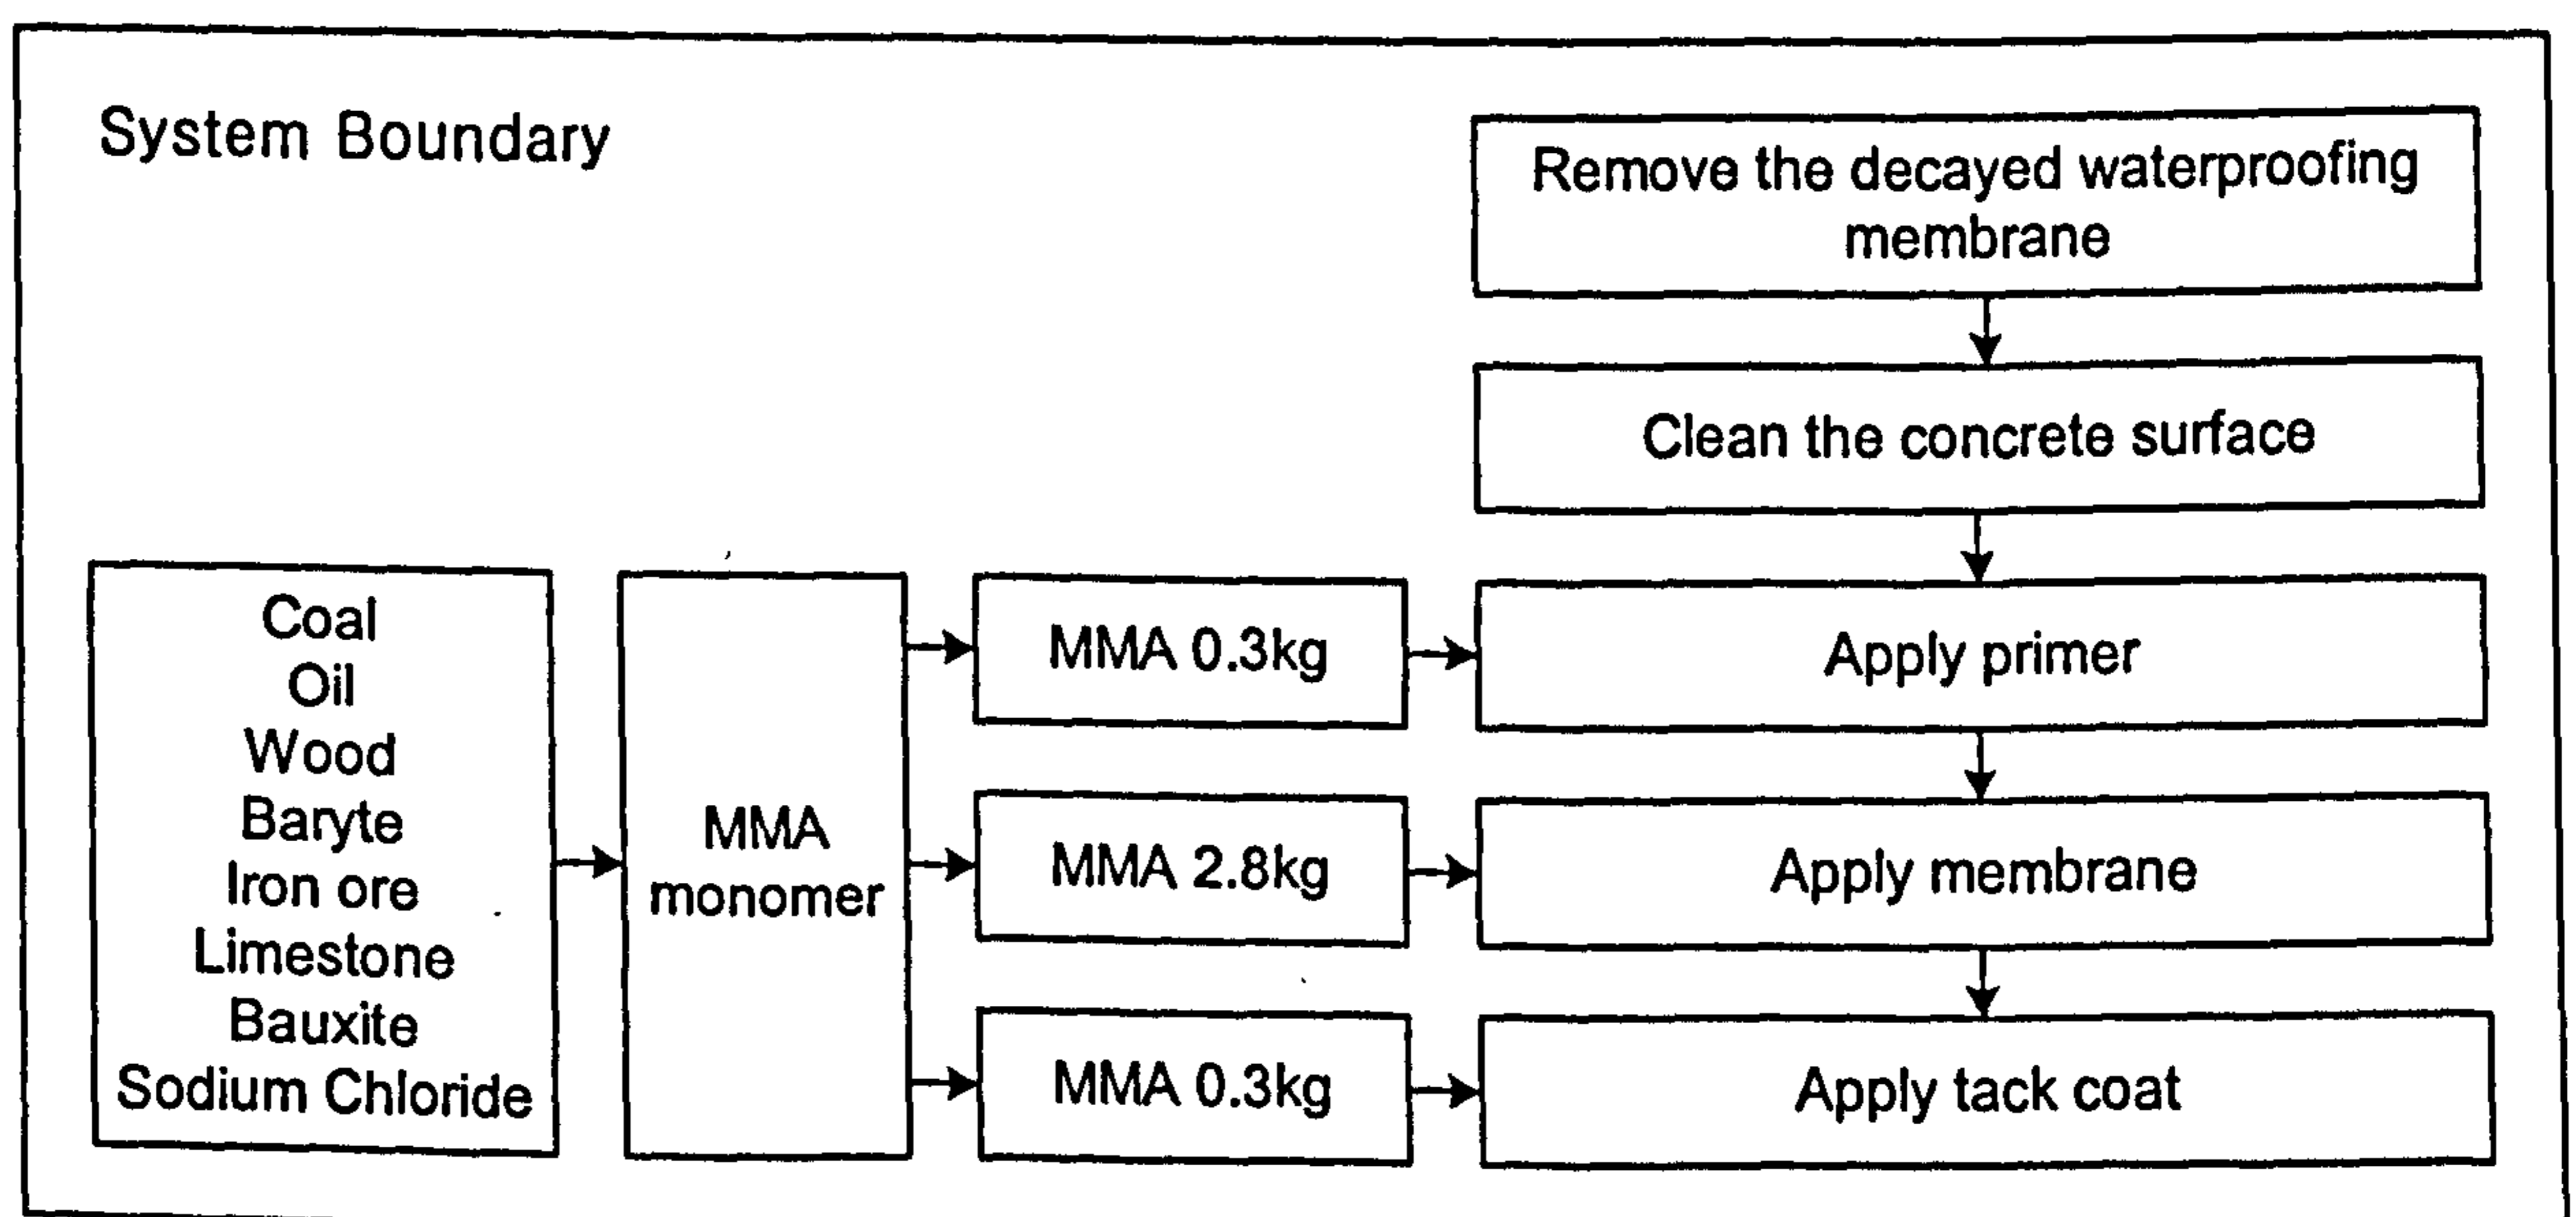 System Boundary
Remove the decayed waterproofing
membrane
Clean the concrete surface
Coal
Oil
Wood
Baryte
Iron ore
Limestone
Bauxite
Sodium Chloride
MMA
monomer
MMA 0.3kg
Apply primer
MMA 2.8kg
Apply membrane
MMA 0.3kg
Apply tack coat